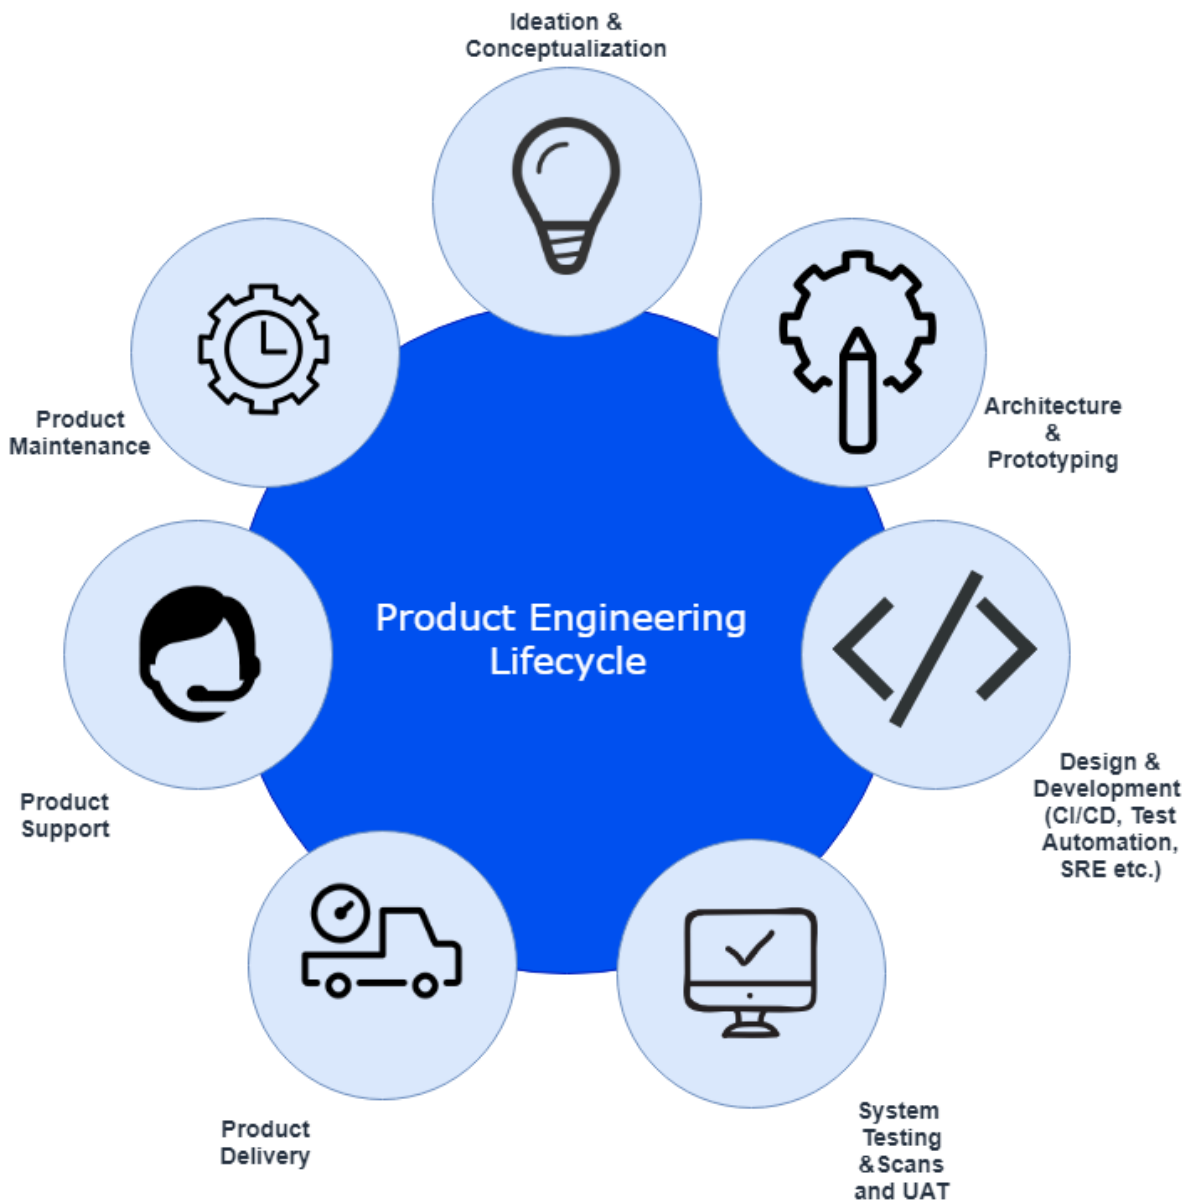 Ideation &
Conceptualization
Architecture
&
Prototyping
Design &
Development
(CI/CD, Test
Automation,
SRE etc.)
System
Testing
&Scans
and UAT
Product
Delivery
Product
Support
Product
Maintenance
Product Engineering
Lifecycle